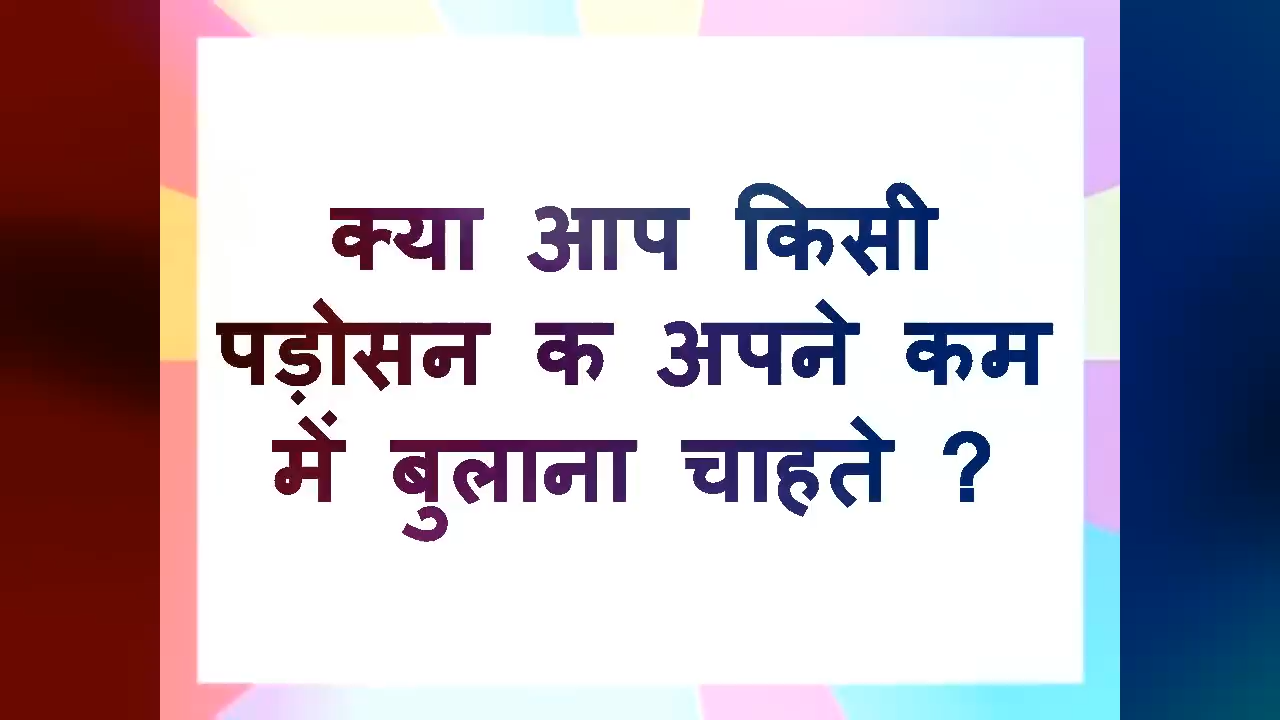 क्या आप किसी
पड़ोसन क अपने कम
में बुलाना चाहते ?